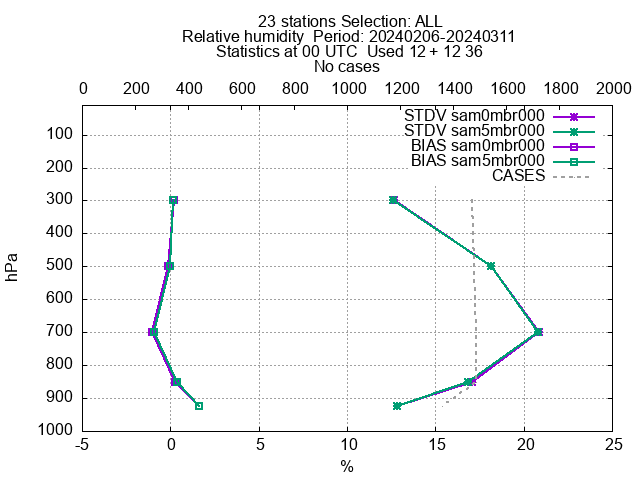 23 stations Selection: ALL
Relative humidity  Period: 20240206-20240311
Statistics at 00 UTC  Used 12 + 12 36
No cases
0 200 400 600 800 1000 1200 1400 1600 1800 2000
STDV sam0mbr000
STDV sam5mbr000
BIAS sam0mbr000
BIAS sam5mbr000
CASES
100
200
300
400
500
600
700
800
900
1000
hPa
-5 0 5 10 15 20 25
%